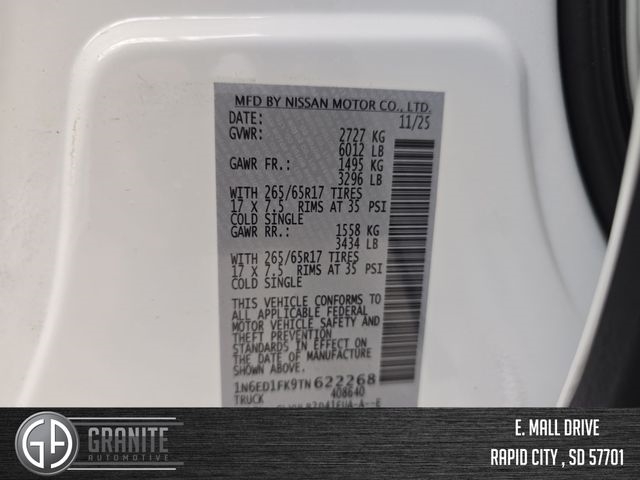 MFD BY NISSAN MOTOR CO., LTD.
DATE: 11/25
GVWR: 2727 KG
6012 LB
GAWR FR.: 1495 KG
3296 LB
WITH 265/65R17 TIRES
17 X 7.5 RIMS AT 35 PSI
COLD SINGLE
GAWR RR.: 1558 KG
3434 LB
WITH 265/65R17 TIRES
17 X 7.5 RIMS AT 35 PSI
COLD SINGLE
THIS VEHICLE CONFORMS TO
ALL APPLICABLE FEDERAL
MOTOR VEHICLE SAFETY AND
THEFT PREVENTION
STANDARDS IN EFFECT ON
THE DATE OF MANUFACTURE
SHOWN ABOVE.
1N6ED1FK9TN622268
TRUCK 408640
GA GRANITE
AUTOMOTIVE
E. MALL DRIVE
RAPID CITY , SD 57701